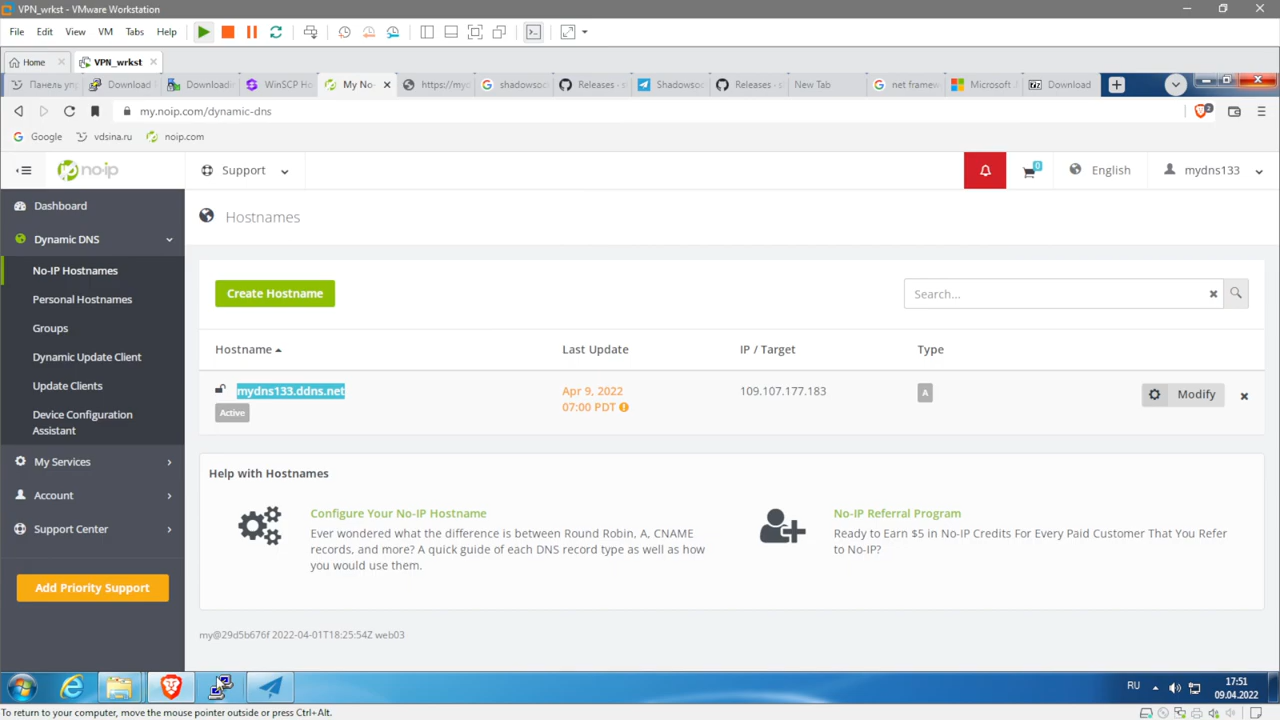 VPN_wrkst - VMware Workstation
File Edit View VM Tabs Help
Home VPN_wrkst
Панель упр Download Downloadi WinSCP Ho My No- https://myc shadowsoc Releases - s Shadowsoc Releases - s New Tab net framew Microsoft . Download
my.noip.com/dynamic-dns 2
Google vdsina.ru noip.com
no-ip Support 0 English mydns133
Dashboard
Dynamic DNS
No-IP Hostnames
Personal Hostnames
Groups
Dynamic Update Client
Update Clients
Device Configuration
Assistant
My Services
Account
Support Center
Add Priority Support
Hostnames
Create Hostname Search...
Hostname Last Update IP / Target Type
mydns133.ddns.net Apr 9, 2022 109.107.177.183 A Modify
Active 07:00 PDT
Help with Hostnames
Configure Your No-IP Hostname
Ever wondered what the difference is between Round Robin, A, CNAME
records, and more? A quick guide of each DNS record type as well as how
you would use them.
No-IP Referral Program
Ready to Earn $5 in No-IP Credits For Every Paid Customer That You Refer
to No-IP?
my@29d5b676f 2022-04-01T18:25:54Z web03
RU 17:51
09.04.2022
To return to your computer, move the mouse pointer outside or press Ctrl+Alt.